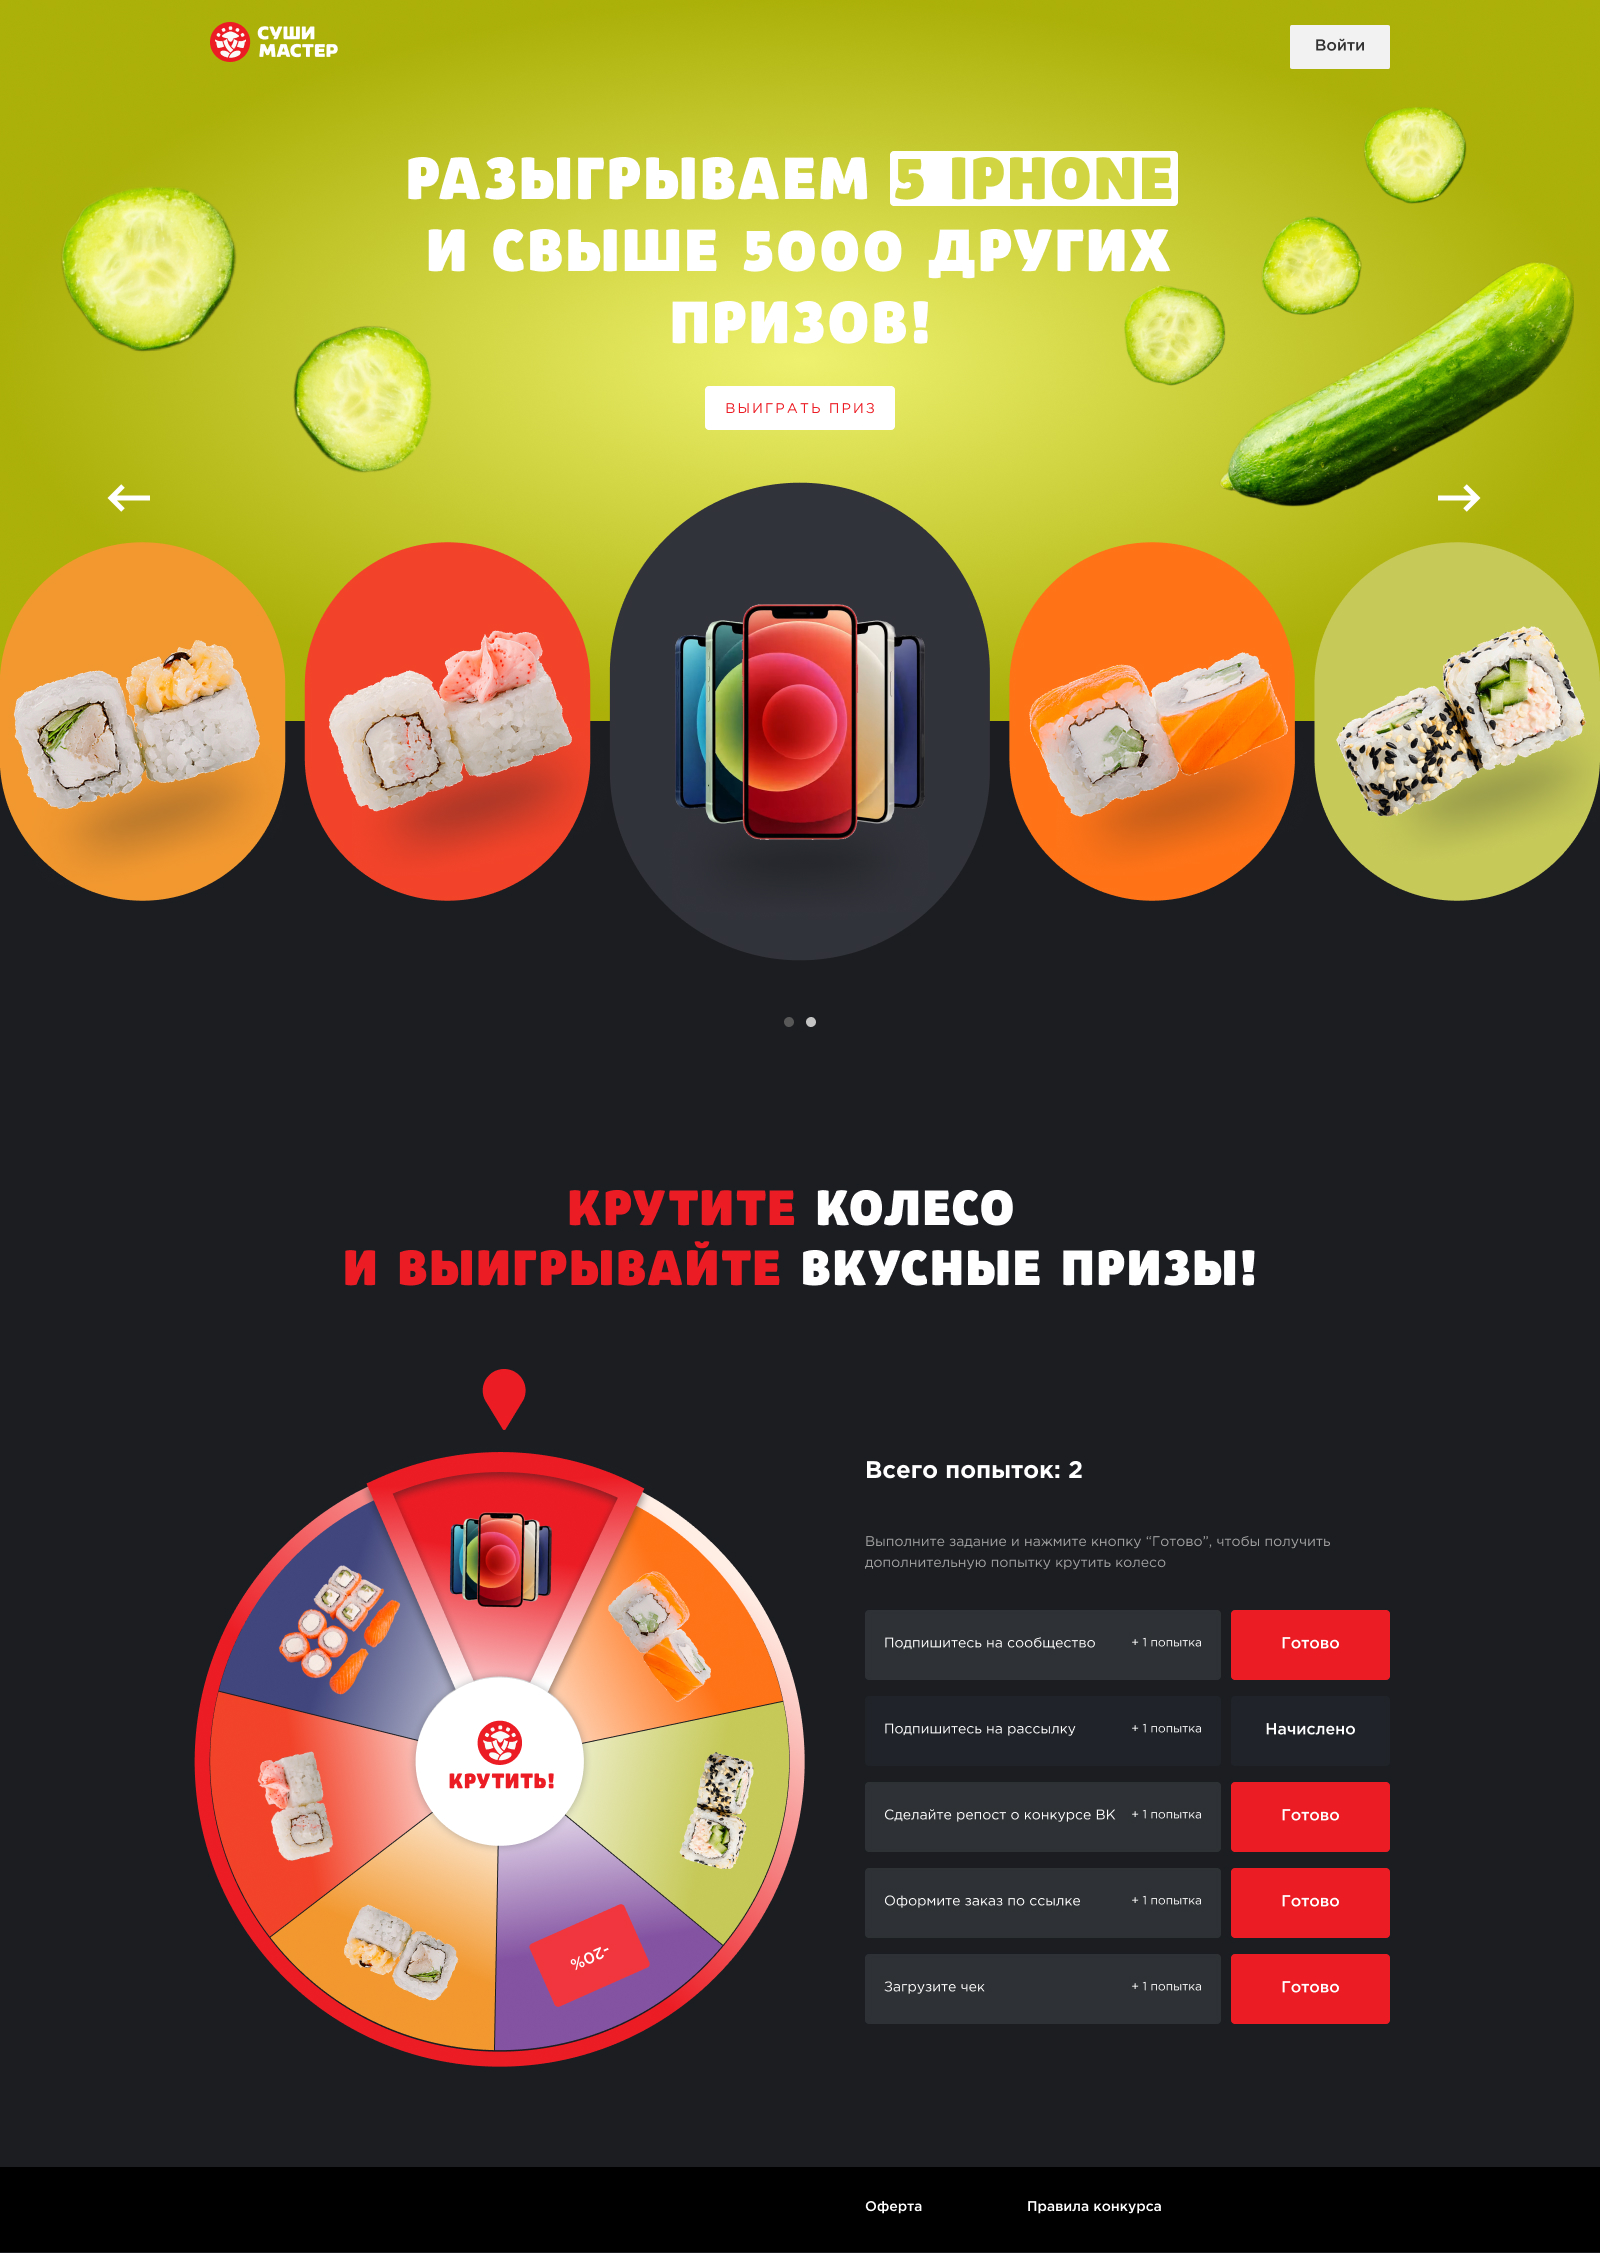 СУШИ
МАСТЕР
Войти
РАЗЫГРЫВАЕМ 5 IPHONE
И СВЫШЕ 5000 ДРУГИХ
ПРИЗОВ!
ВЫИГРАТЬ ПРИЗ
КРУТИТЕ КОЛЕСО
И ВЫИГРЫВАЙТЕ ВКУСНЫЕ ПРИЗЫ!
КРУТИТЬ!
-20%
Всего попыток: 2
Выполните задание и нажмите кнопку “Готово”, чтобы получить
дополнительную попытку крутить колесо
Подпишитесь на сообщество + 1 попытка Готово
Подпишитесь на рассылку + 1 попытка Начислено
Сделайте репост о конкурсе ВК + 1 попытка Готово
Оформите заказ по ссылке + 1 попытка Готово
Загрузите чек + 1 попытка Готово
Оферта Правила конкурса